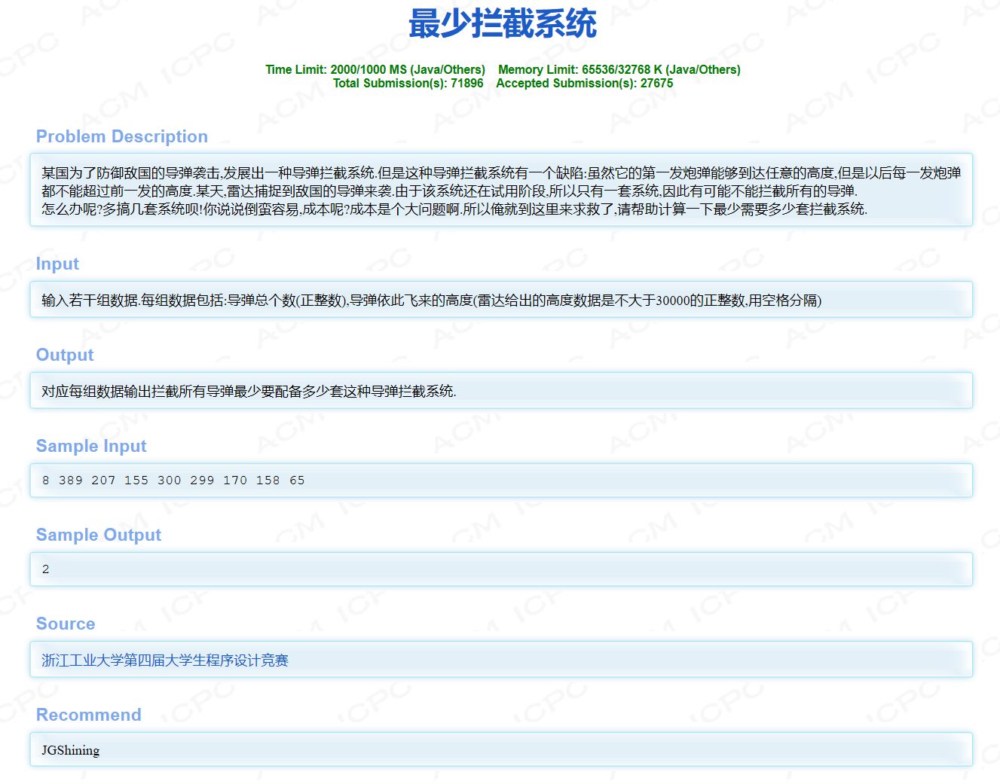 最少拦截系统
Time Limit: 2000/1000 MS (Java/Others)    Memory Limit: 65536/32768 K (Java/Others)
Total Submission(s): 71896    Accepted Submission(s): 27675
Problem Description
某国为了防御敌国的导弹袭击,发展出一种导弹拦截系统.但是这种导弹拦截系统有一个缺陷:虽然它的第一发炮弹能够到达任意的高度,但是以后每一发炮弹
都不能超过前一发的高度.某天,雷达捕捉到敌国的导弹来袭.由于该系统还在试用阶段,所以只有一套系统,因此有可能不能拦截所有的导弹.
怎么办呢?多搞几套系统呗!你说说倒蛮容易,成本呢?成本是个大问题啊.所以俺就到这里来求救了,请帮助计算一下最少需要多少套拦截系统.
Input
输入若干组数据.每组数据包括:导弹总个数(正整数),导弹依此飞来的高度(雷达给出的高度数据是不大于30000的正整数,用空格分隔)
Output
对应每组数据输出拦截所有导弹最少要配备多少套这种导弹拦截系统.
Sample Input
8 389 207 155 300 299 170 158 65
Sample Output
2
Source
浙江工业大学第四届大学生程序设计竞赛
Recommend
JGShining